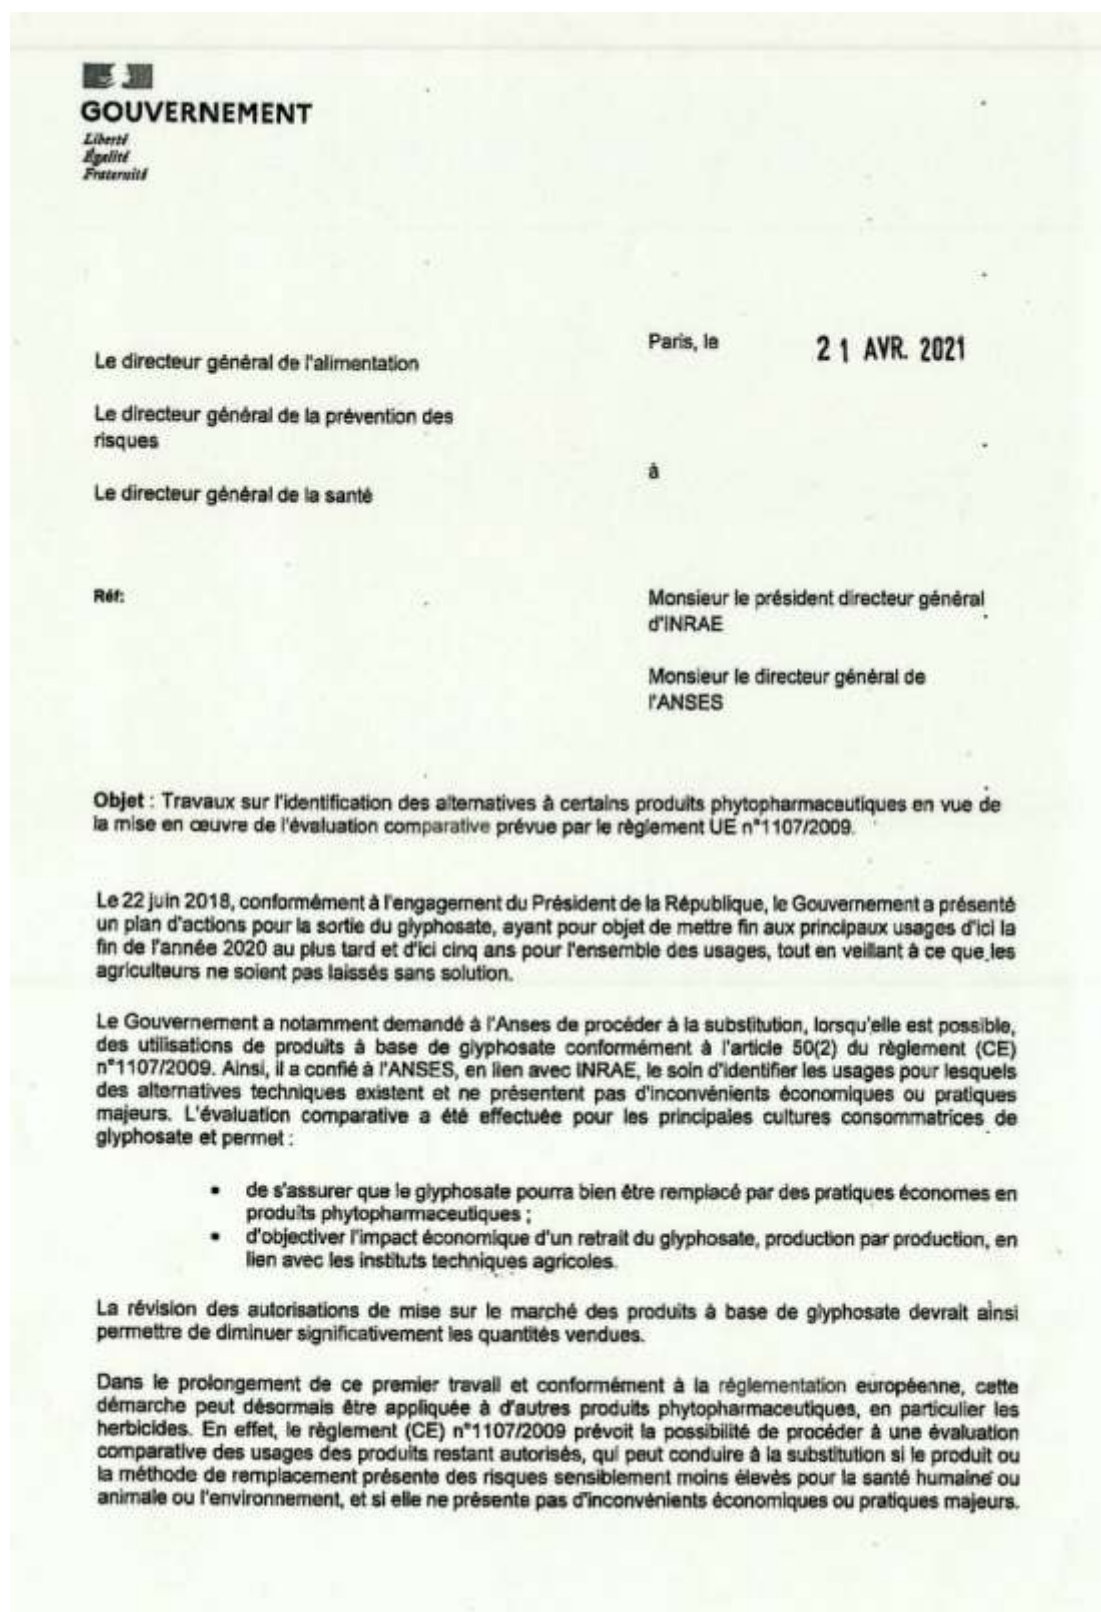 GOUVERNEMENT
Liberté
Égalité
Fraternité
Paris, le 21 AVR. 2021
Le directeur général de l'alimentation
Le directeur général de la prévention des
risques
à
Le directeur général de la santé
Réf:
Monsieur le président directeur général
d'INRAE
Monsieur le directeur général de
l'ANSES
Objet : Travaux sur l'identification des alternatives à certains produits phytopharmaceutiques en vue de
la mise en œuvre de l'évaluation comparative prévue par le règlement UE n°1107/2009.
Le 22 juin 2018, conformément à l'engagement du Président de la République, le Gouvernement a présenté
un plan d'actions pour la sortie du glyphosate, ayant pour objet de mettre fin aux principaux usages d'ici la
fin de l'année 2020 au plus tard et d'ici cinq ans pour l'ensemble des usages, tout en veillant à ce que les
agriculteurs ne soient pas laissés sans solution.
Le Gouvernement a notamment demandé à l'Anses de procéder à la substitution, lorsqu'elle est possible,
des utilisations de produits à base de glyphosate conformément à l'article 50(2) du règlement (CE)
n°1107/2009. Ainsi, il a confié à l'ANSES, en lien avec INRAE, le soin d'identifier les usages pour lesquels
des alternatives techniques existent et ne présentent pas d'inconvénients économiques ou pratiques
majeurs. L'évaluation comparative a été effectuée pour les principales cultures consommatrices de
glyphosate et permet :
• de s'assurer que le glyphosate pourra bien être remplacé par des pratiques économes en
produits phytopharmaceutiques ;
• d'objectiver l'impact économique d'un retrait du glyphosate, production par production, en
lien avec les instituts techniques agricoles.
La révision des autorisations de mise sur le marché des produits à base de glyphosate devrait ainsi
permettre de diminuer significativement les quantités vendues.
Dans le prolongement de ce premier travail et conformément à la réglementation européenne, cette
démarche peut désormais être appliquée à d'autres produits phytopharmaceutiques, en particulier les
herbicides. En effet, le règlement (CE) n°1107/2009 prévoit la possibilité de procéder à une évaluation
comparative des usages des produits restant autorisés, qui peut conduire à la substitution si le produit ou
la méthode de remplacement présente des risques sensiblement moins élevés pour la santé humaine ou
animale ou l'environnement, et si elle ne présente pas d'inconvénients économiques ou pratiques majeurs.